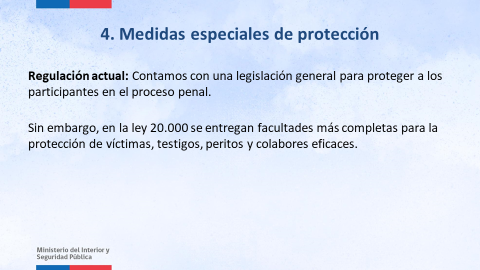 4. Medidas especiales de protección
Regulación actual: Contamos con una legislación general para proteger a los
participantes en el proceso penal.
Sin embargo, en la ley 20.000 se entregan facultades más completas para la
protección de víctimas, testigos, peritos y colabores eficaces.
Ministerio del Interior y
Seguridad Pública